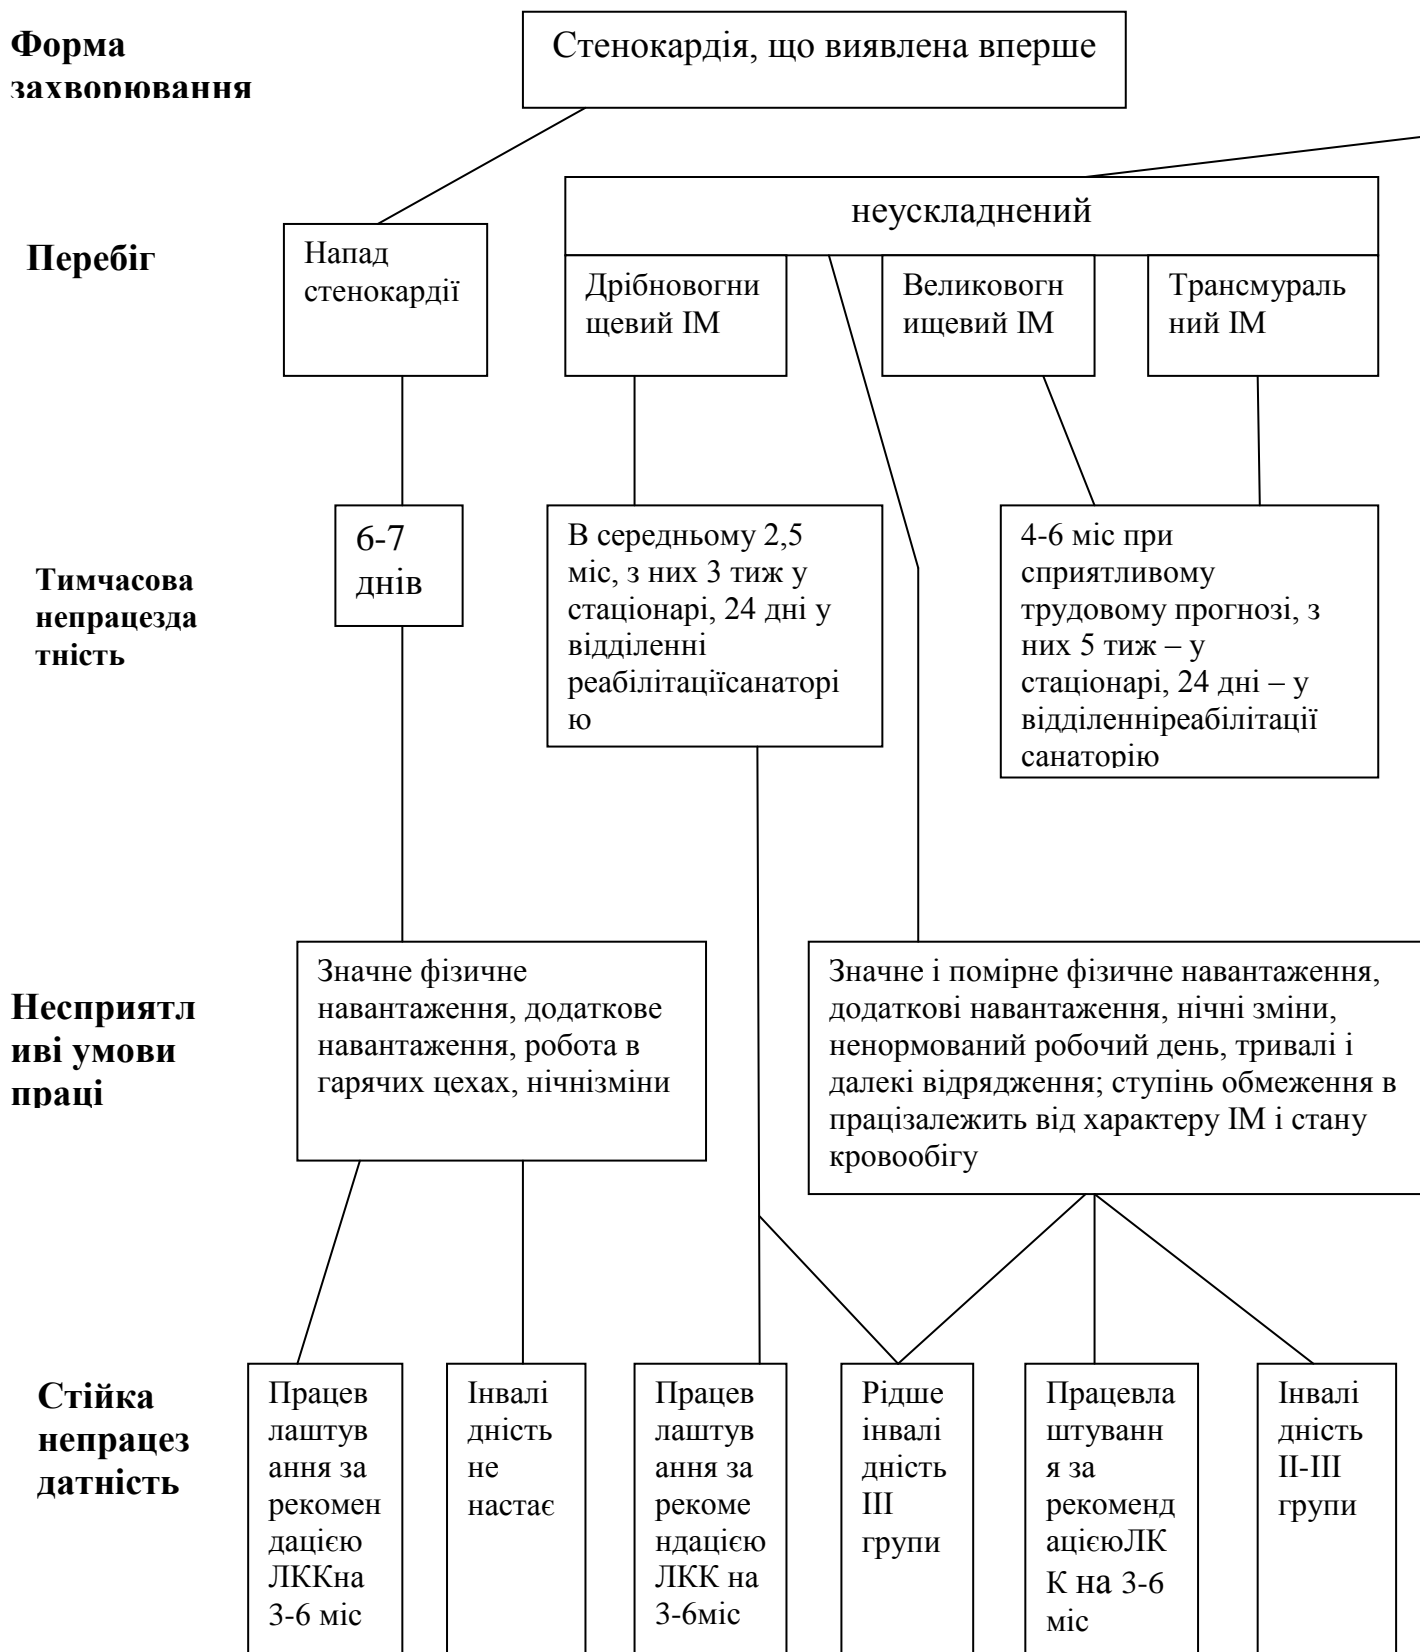 Форма
захворювання
Стенокардія, що виявлена вперше
неускладнений
Перебіг
Напад
стенокардії
Дрібновогни
щевий ІМ
Великовогн
ищевий ІМ
Трансмураль
ний ІМ
Тимчасова
непрацезда
тність
6-7
днів
В середньому 2,5
міс, з них 3 тиж у
стаціонарі, 24 дні у
відділенні
реабілітаціїсанаторі
ю
4-6 міс при
сприятливому
трудовому прогнозі, з
них 5 тиж – у
стаціонарі, 24 дні – у
відділенніреабілітації
санаторію
Несприятл
иві умови
праці
Значне фізичне
навантаження, додаткове
навантаження, робота в
гарячих цехах, нічнізміни
Значне і помірне фізичне навантаження,
додаткові навантаження, нічні зміни,
ненормований робочий день, тривалі і
далекі відрядження; ступінь обмеження в
працізалежить від характеру ІМ і стану
кровообігу
Стійка
непрацез
датність
Працев
лаштув
ання за
рекомен
дацією
ЛККна
3-6 міс
Інвалі
дність
не
настає
Працев
лаштув
ання за
рекоме
ндацією
ЛКК на
3-6міс
Рідше
інвалі
дність
III
групи
Працевла
штуванн
я за
рекоменд
аціюєЛК
К на 3-6
міс
Інвалі
дність
II-III
групи